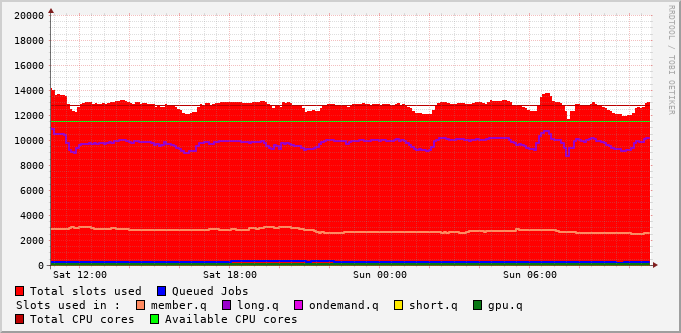 RRDTOOL / TOBI OETIKER
20000
18000
16000
14000
12000
10000
8000
6000
4000
2000
0
Sat 12:00 Sat 18:00 Sun 00:00 Sun 06:00
Total slots used Queued Jobs
Slots used in : member.q long.q ondemand.q short.q gpu.q
Total CPU cores Available CPU cores